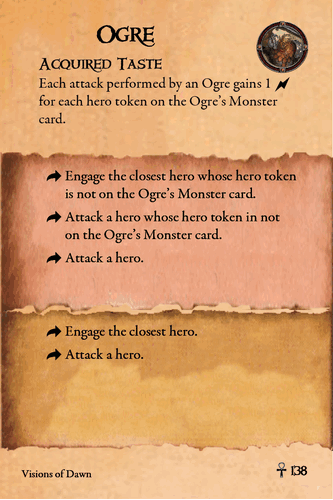 Ogre
Acquired Taste
Each attack performed by an Ogre gains 1
for each hero token on the Ogre's Monster
card.
Engage the closest hero whose hero token
is not on the Ogre's Monster card.
Attack a hero whose hero token in not
on the Ogre's Monster card.
Attack a hero.
Engage the closest hero.
Attack a hero.
Visions of Dawn
138